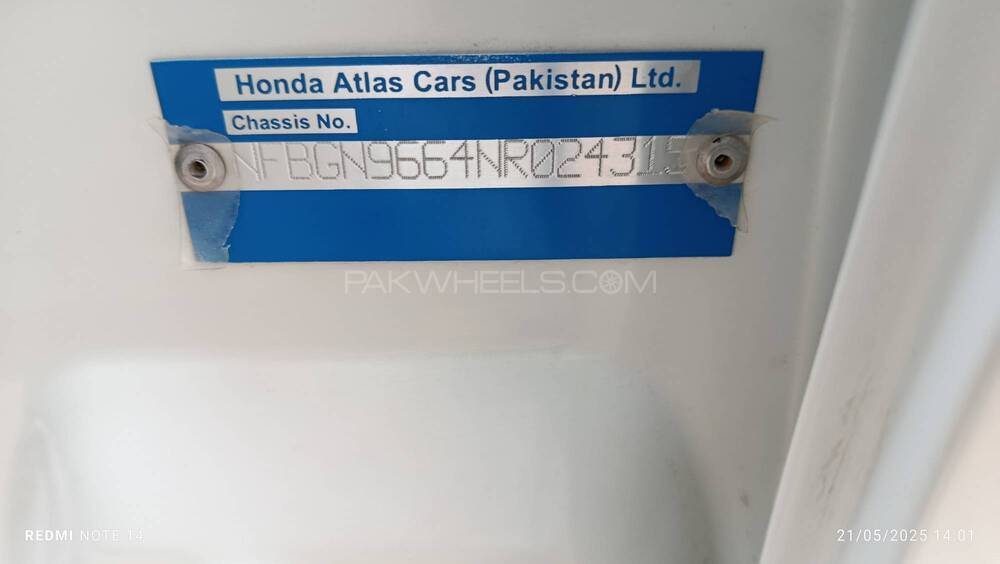 Honda Atlas Cars (Pakistan) Ltd.
Chassis No.
NFBGN9664NR024315
PAKWHEELS.COM
REDMI NOTE 14
21/05/2025 14:01